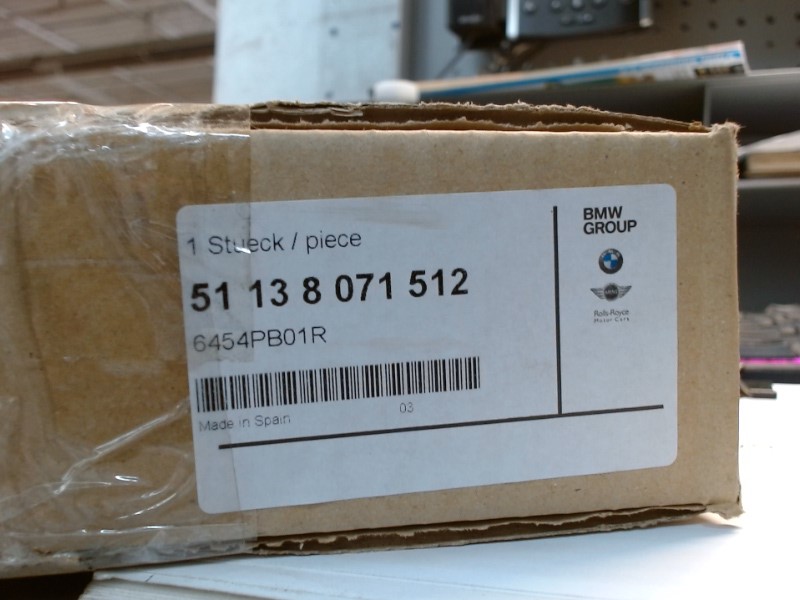 1 Stueck / piece
51 13 8 071 512
6454PB01R
Made in Spain
03
BMW
GROUP
Rolls-Royce
Motor Cars